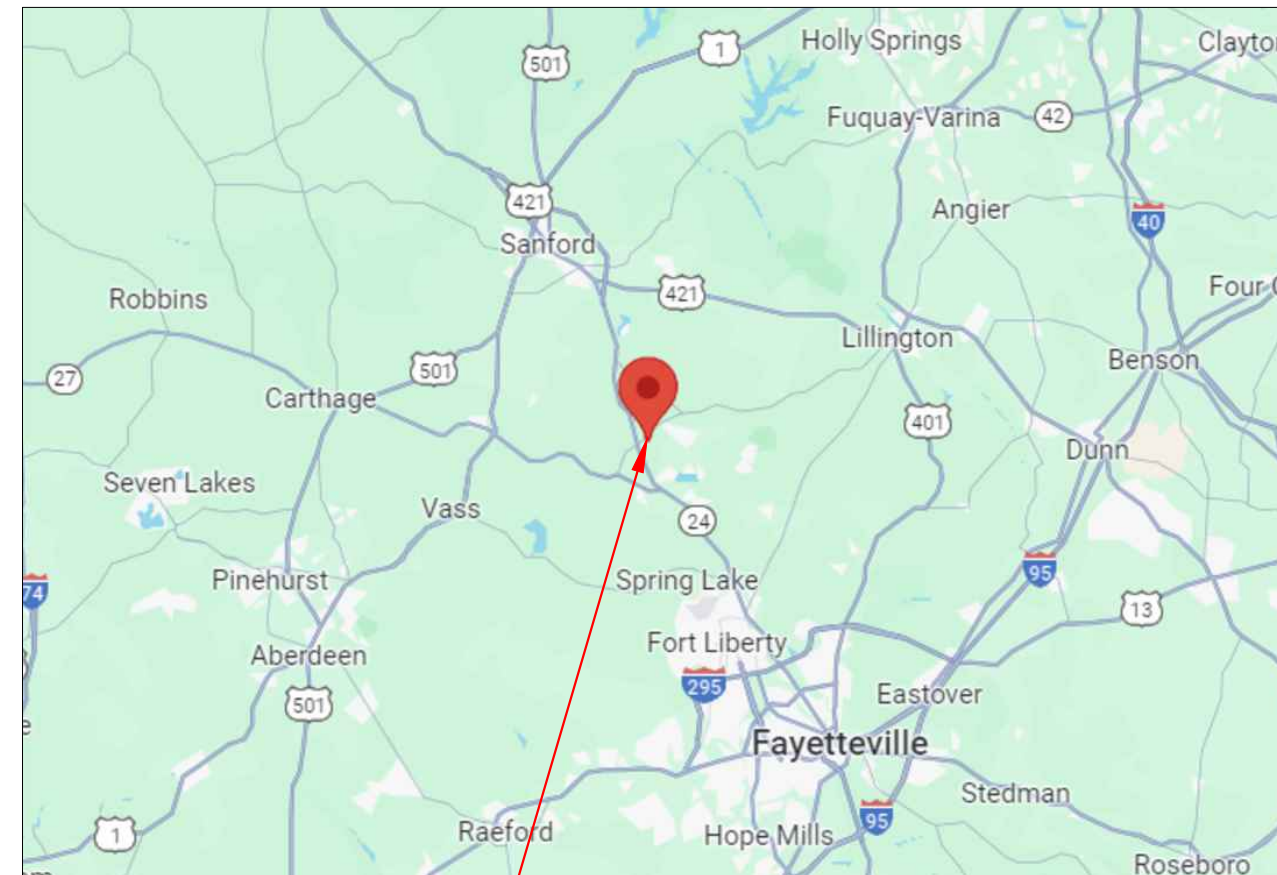 Holly Springs
Clayto
1
501
Fuquay-Varina
42
421
Angier
40
Sanford
421
Four
Robbins
Lillington
Benson
501
27
Carthage
401
Dunn
Seven Lakes
Vass
24
95
Pinehurst
Spring Lake
74
13
Fort Liberty
Aberdeen
295
Eastover
501
Fayetteville
Stedman
95
1
Raeford
Hope Mills
Roseboro